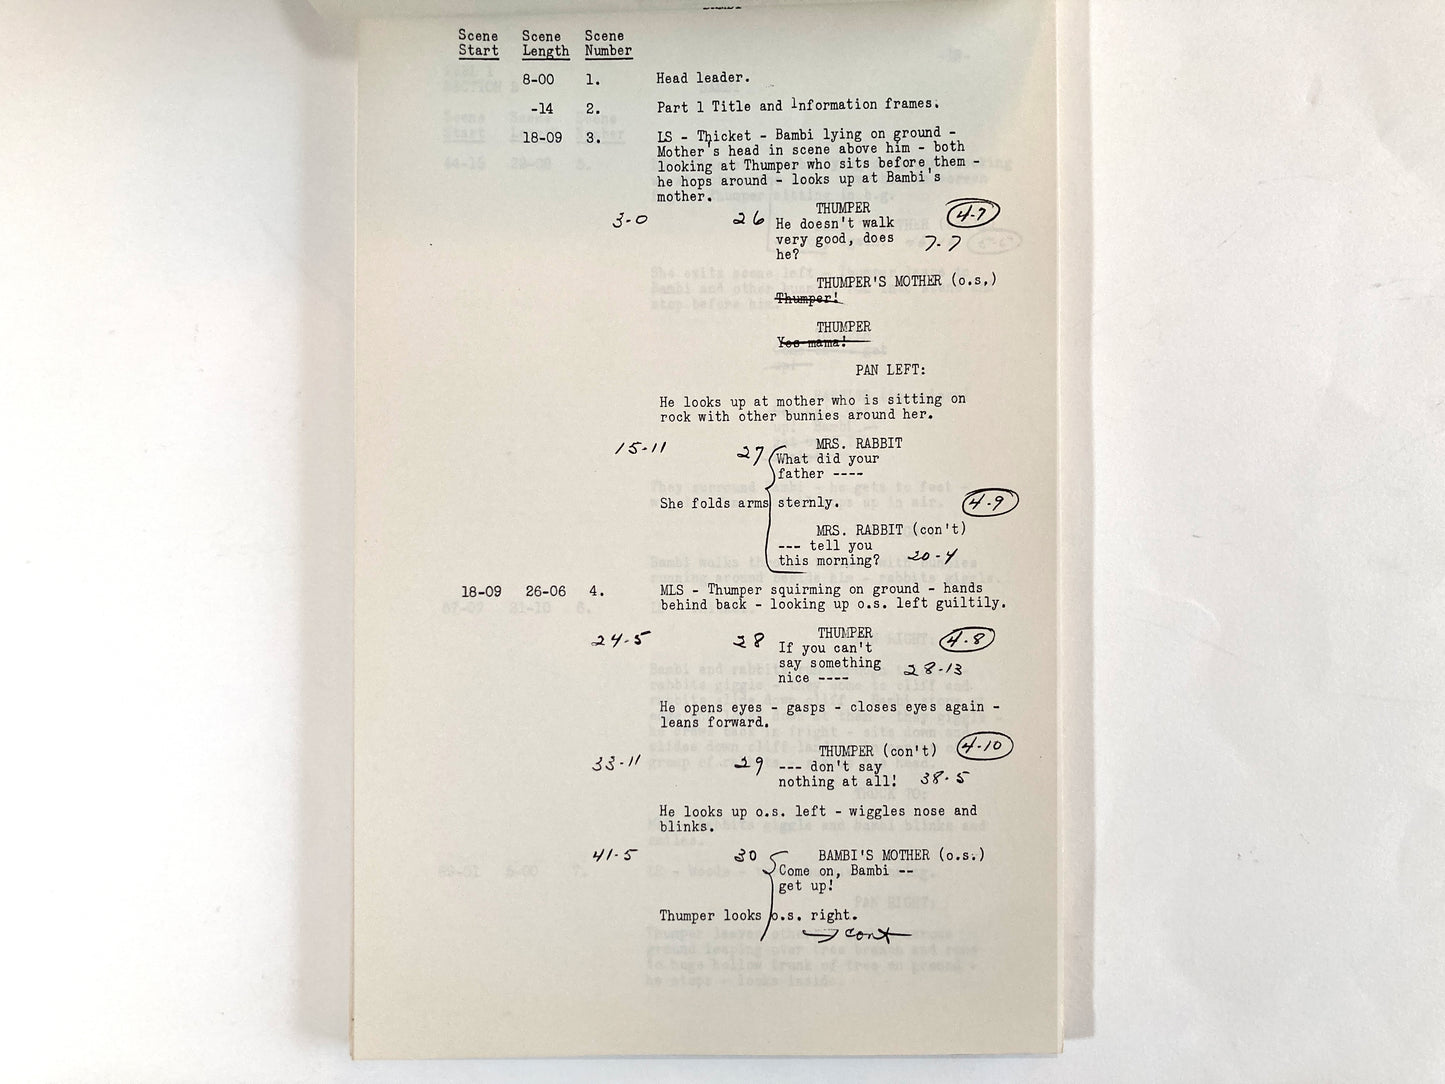 Scene Scene Scene
Start Length Number
8-00 1. Head leader.
-14 2. Part 1 Title and Information frames.
18-09 3. LS - Thicket - Bambi lying on ground -
Mother's head in scene above him - both
looking at Thumper who sits before them -
he hops around - looks up at Bambi's
mother.
THUMPER
3-0 26 He doesn't walk 4-7
very good, does 7-7
he?
THUMPER'S MOTHER (o.s.)
Thumper!
THUMPER
Yes mama!
PAN LEFT:
He looks up at mother who is sitting on
rock with other bunnies around her.
MRS. RABBIT
15-11 27 What did your
father ----
She folds arms sternly. 4-9
MRS. RABBIT (con't)
--- tell you
this morning? 20-4
18-09 26-06 4. MLS - Thumper squirming on ground - hands
behind back - looking up o.s. left guiltily.
THUMPER
24-5 28 If you can't 4-8
say something 28-13
nice ----
He opens eyes - gasps - closes eyes again -
leans forward.
THUMPER (con't) 4-10
33-11 29 --- don't say
nothing at all! 38-5
He looks up o.s. left - wiggles nose and
blinks.
41-5 30 BAMBI'S MOTHER (o.s.)
Come on, Bambi --
get up!
Thumper looks o.s. right.
→ cont